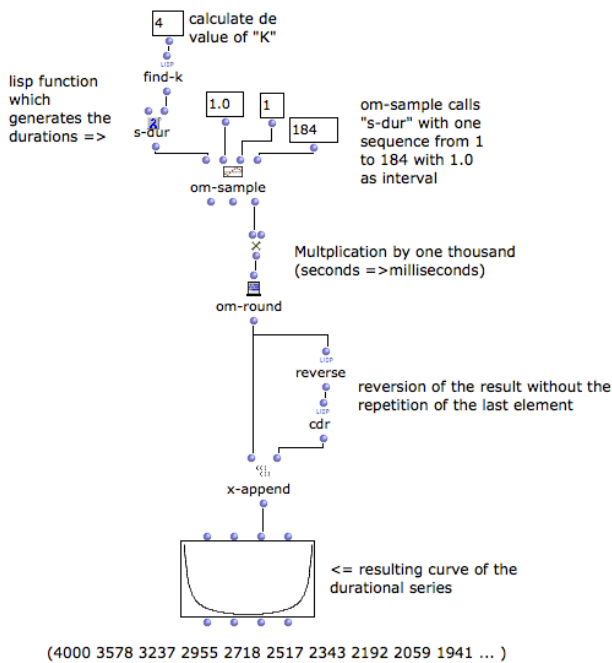 4
calculate de
value of "K"
LISP
find-k
lisp function
which
generates the
durations =>
s-dur
1.0
1
184
om-sample calls
"s-dur" with one
sequence from 1
to 184 with 1.0
as interval
om-sample
Multplication by one thousand
(seconds =>milliseconds)
om-round
LISP
reverse
LISP
cdr
reversion of the result without the
repetition of the last element
x-append
<= resulting curve of the
durational series
(4000 3578 3237 2955 2718 2517 2343 2192 2059 1941 ... )